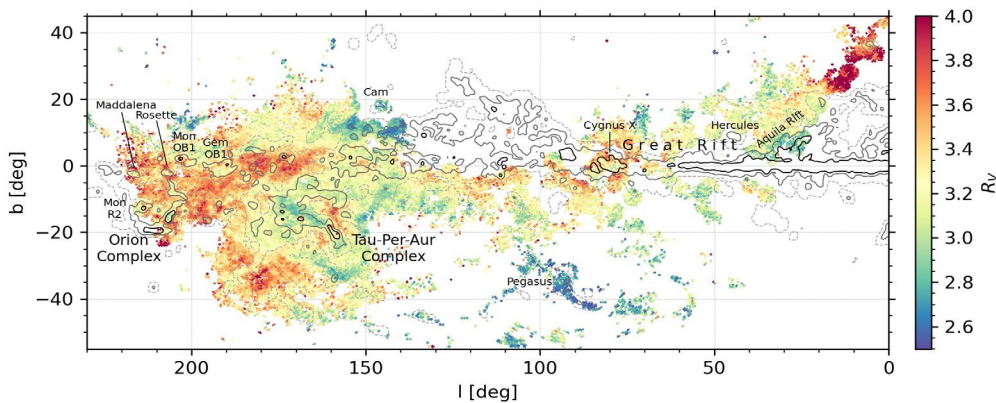 40
20
0
−20
−40
b [deg]
Maddalena
Rosette
Mon
OB1
Gem
OB1
Mon
R2
Orion
Complex
Cam
Tau-Per-Aur
Complex
Cygnus X
Great Rift
Hercules
Aquila Rift
Pegasus
200
150
100
50
0
l [deg]
4.0
3.8
3.6
3.4
3.2
3.0
2.8
2.6
R_V